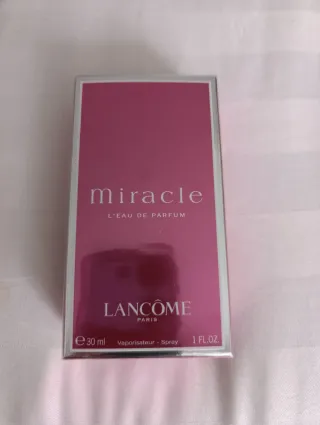 miracle
L'EAU DE PARFUM
LANCÔME
PARIS
e 30 ml Vaporisateur - Spray 1 FL.OZ.